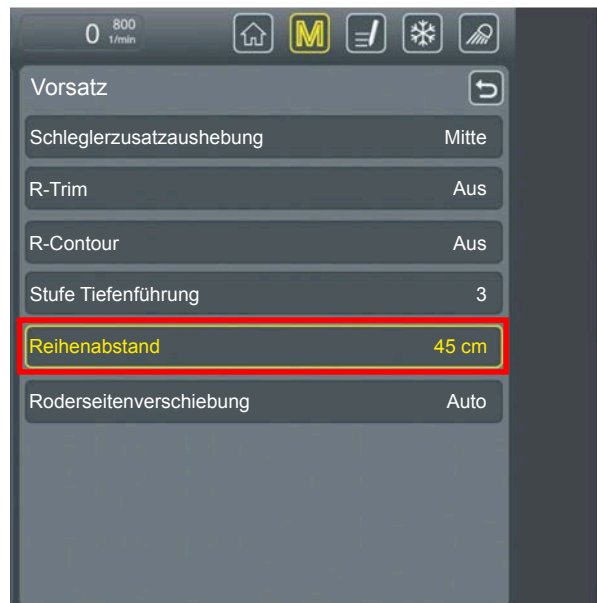 0 800 1/min M
Vorsatz
Schleglerzusatzaushebung Mitte
R-Trim Aus
R-Contour Aus
Stufe Tiefenführung 3
Reihenabstand 45 cm
Roderseitenverschiebung Auto